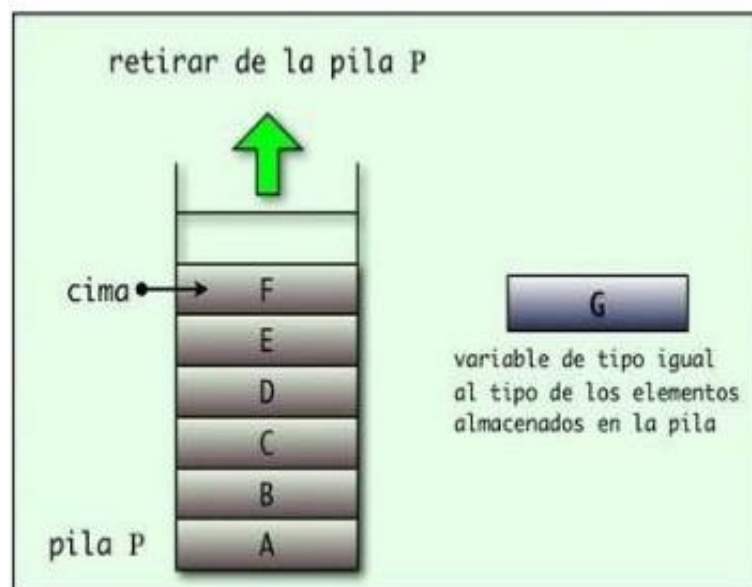 retirar de la pila P
cima
F
E
D
C
B
A
pila P
G
variable de tipo igual
al tipo de los elementos
almacenados en la pila